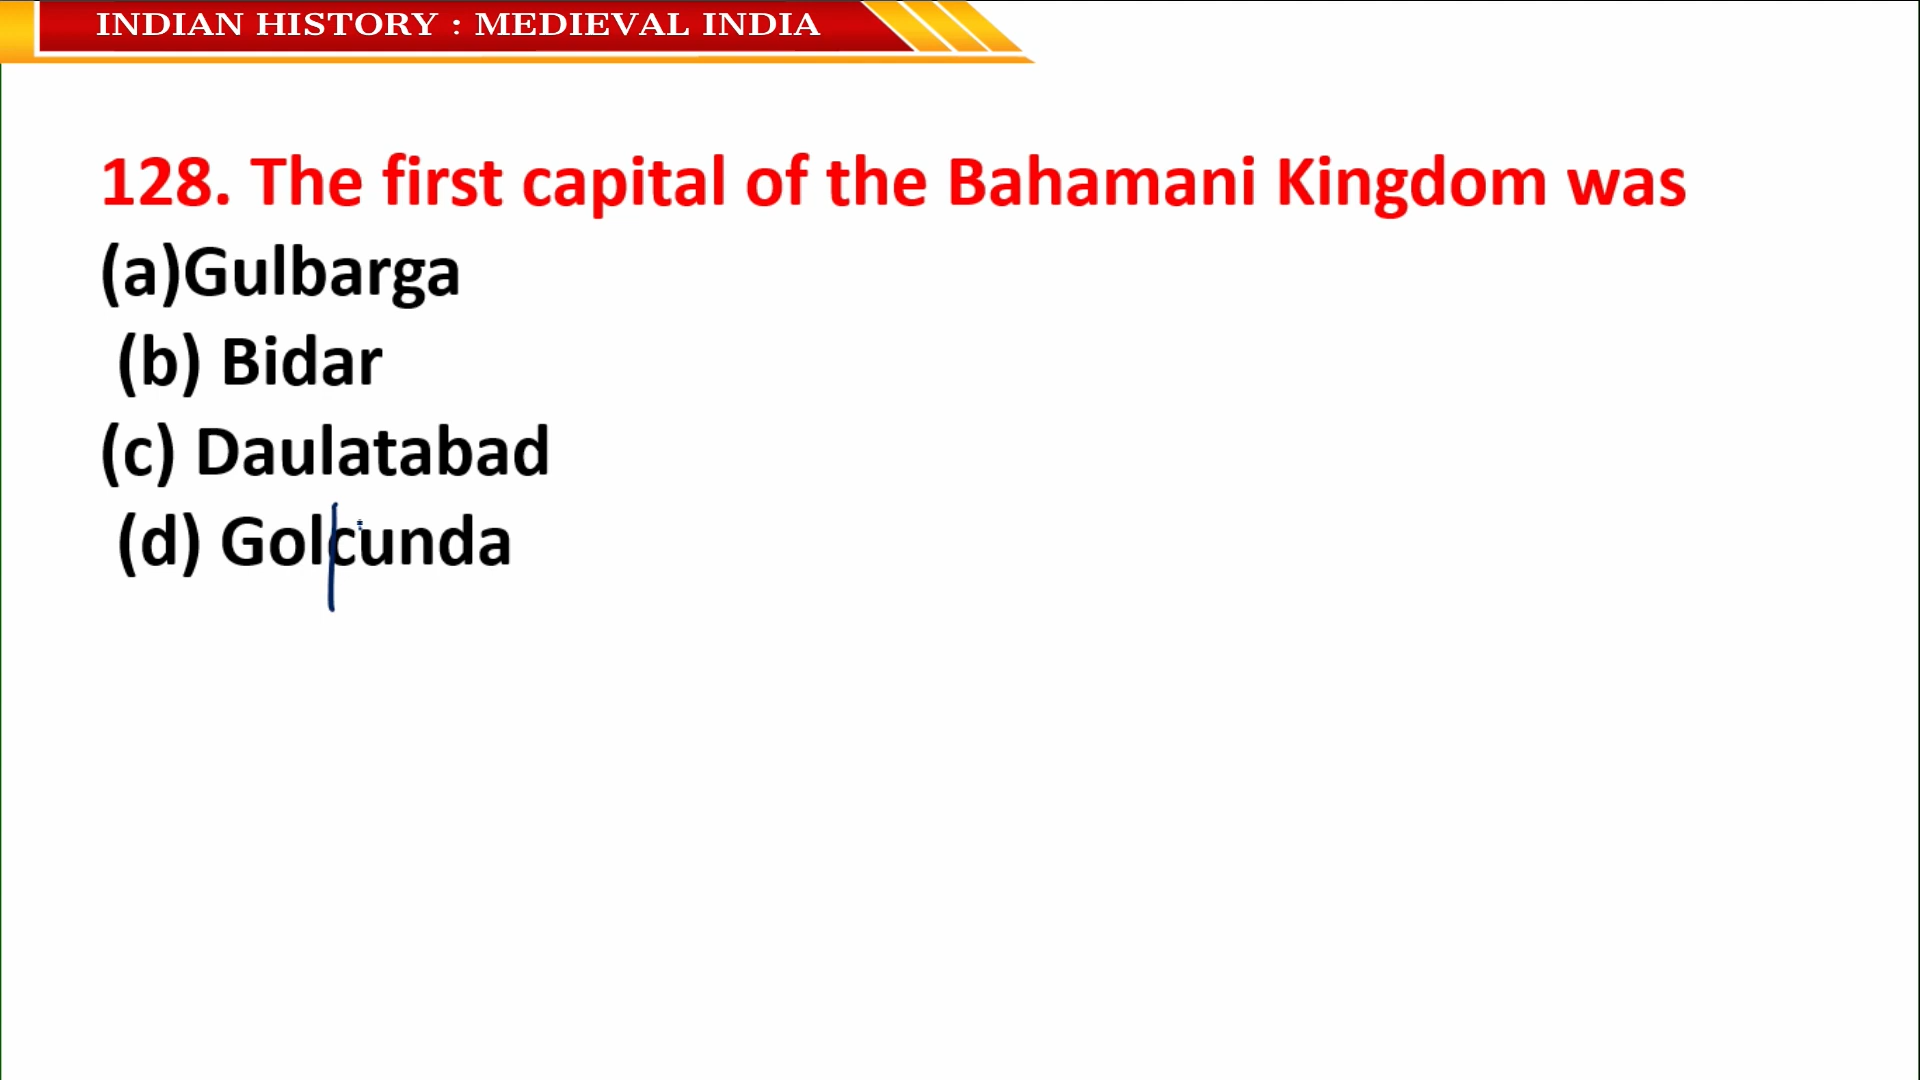 INDIAN HISTORY : MEDIEVAL INDIA
128. The first capital of the Bahamani Kingdom was
(a)Gulbarga
(b) Bidar
(c) Daulatabad
(d) Golcunda